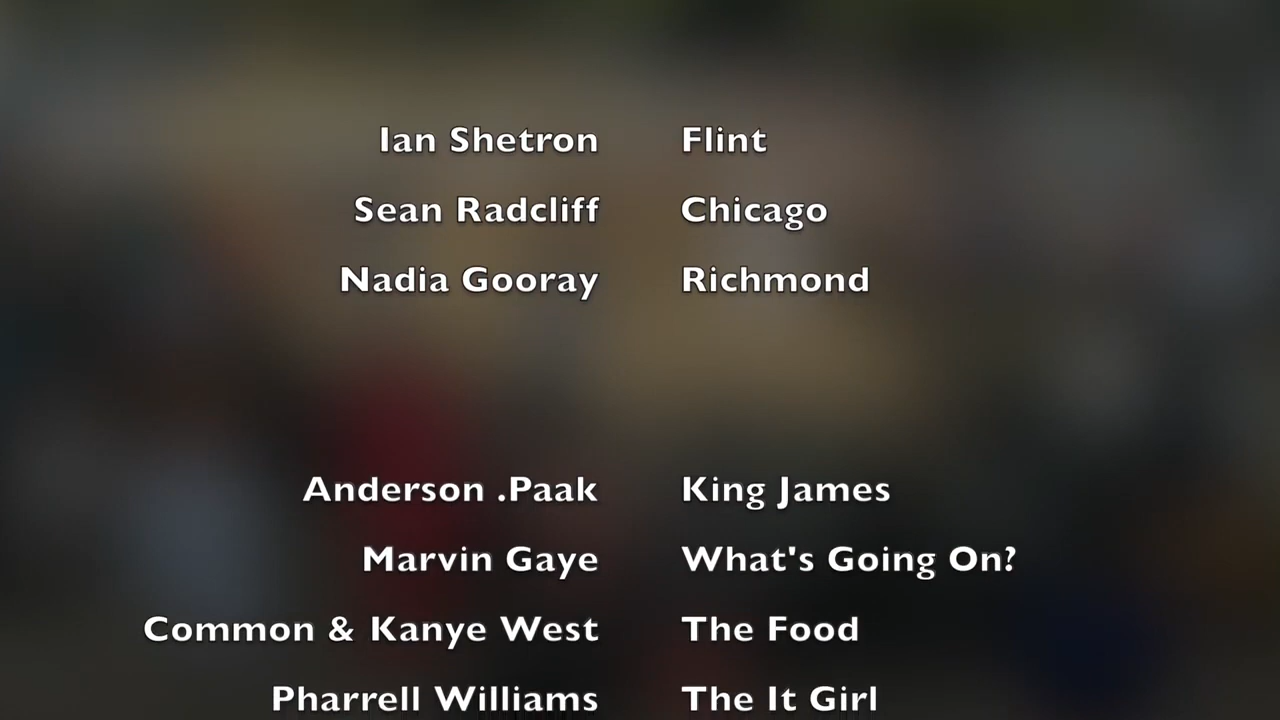 Ian Shetron Flint
Sean Radcliff Chicago
Nadia Gooray Richmond
Anderson .Paak King James
Marvin Gaye What's Going On?
Common & Kanye West The Food
Pharrell Williams The It Girl